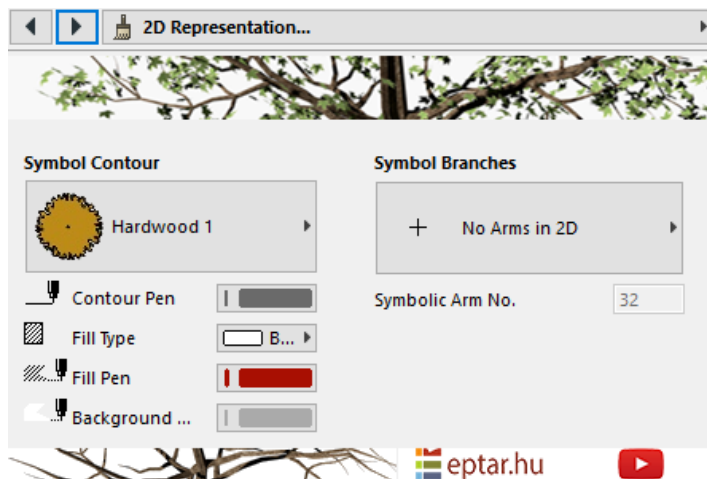 2D Representation...
Symbol Contour
Symbol Branches
Hardwood 1
No Arms in 2D
Contour Pen
Symbolic Arm No.
32
Fill Type
B...
Fill Pen
Background ...
eptar.hu